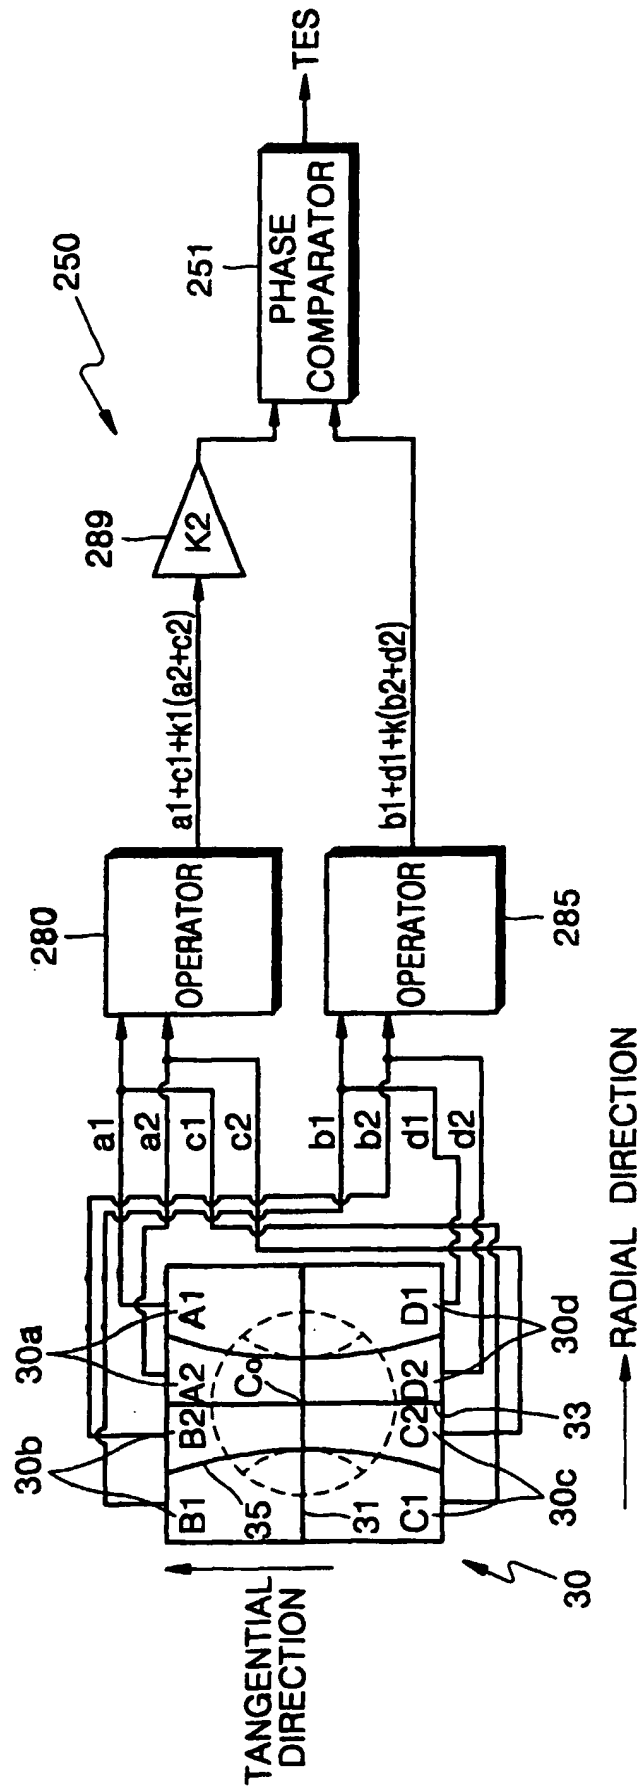 250
TES
251
PHASE
COMPARATOR
289
K2
a1+c1+k1(a2+c2)
b1+d1+k(b2+d2)
280
OPERATOR
OPERATOR
285
a1
a2
c1
c2
b1
b2
d1
d2
30a
30b
A1
A2
B2
B1
Co
35
31
D1
D2
C2
C1
30d
33
30c
30
TANGENTIAL
DIRECTION
RADIAL DIRECTION